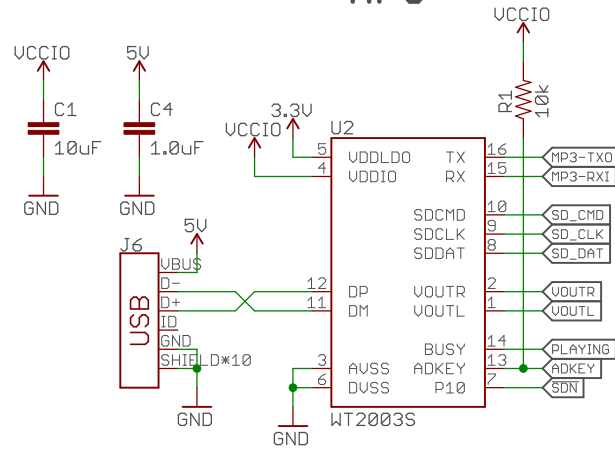 VCCIO
VCCIO
5V
C1
10uF
C4
1.0uF
GND
GND
R1
10k
3.3V
VCCIO
U2
5
4
VDDLDO
VDDIO
TX
RX
16
15
MP3-TXO
MP3-RXI
SDCMD
SDCLK
SDDAT
10
9
8
SD_CMD
SD_CLK
SD_DAT
12
11
DP
DM
VOUTR
VOUTL
2
1
VOUTR
VOUTL
BUSY
ADKEY
P10
14
13
7
PLAYING
ADKEY
SDN
3
6
AVSS
DVSS
WT2003S
GND
5V
J6
USB
VBUS
D-
D+
ID
GND
SHIELD*10
GND